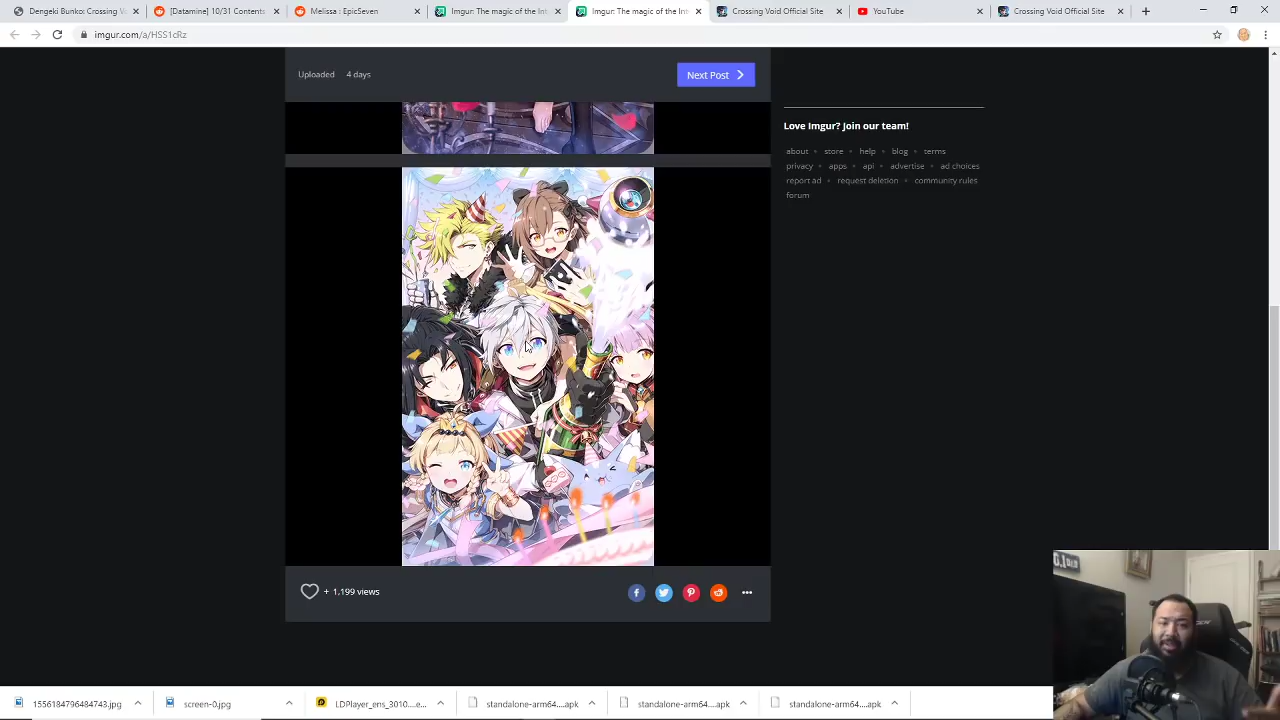 Dengeki Bunko: Crossing Vo
[Datamine] 10/31 Contents
Melissa : EpicSeven
Imgur: The magic of the Int
Imgur: The magic of the Int
Crossing Void Official Site
YouTube
Crossing Void Official Site
imgur.com/a/HSS1cRz
Uploaded 4 days
Next Post
Love Imgur? Join our team!
about store help blog terms
privacy apps api advertise ad choices
report ad request deletion community rules
forum
+ 1,199 views
1556184796484743.jpg
screen-0.jpg
LDPlayer_ens_3010....e...
standalone-arm64....apk
standalone-arm64....apk
standalone-arm64....apk